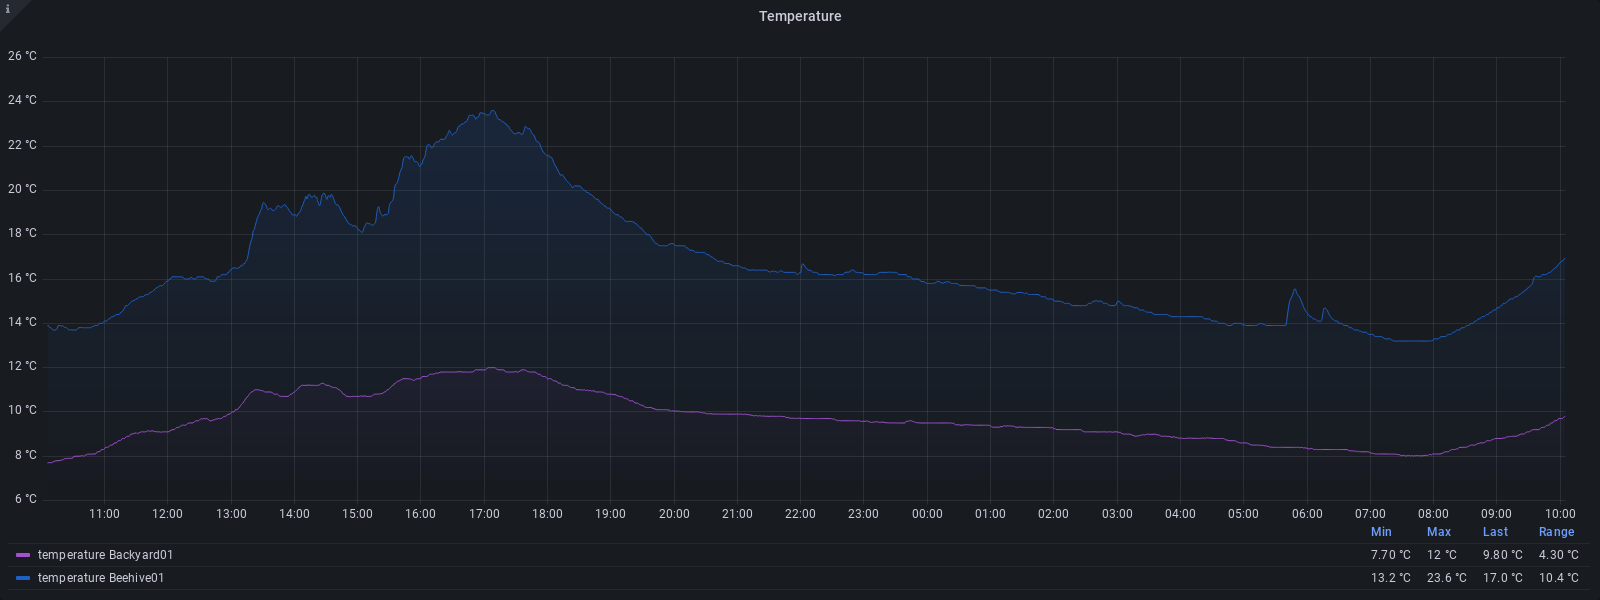 i
Temperature
26 °C
24 °C
22 °C
20 °C
18 °C
16 °C
14 °C
12 °C
10 °C
8 °C
6 °C
11:00 12:00 13:00 14:00 15:00 16:00 17:00 18:00 19:00 20:00 21:00 22:00 23:00 00:00 01:00 02:00 03:00 04:00 05:00 06:00 07:00 08:00 09:00 10:00
Min Max Last Range
temperature Backyard01 7.70 °C 12 °C 9.80 °C 4.30 °C
temperature Beehive01 13.2 °C 23.6 °C 17.0 °C 10.4 °C